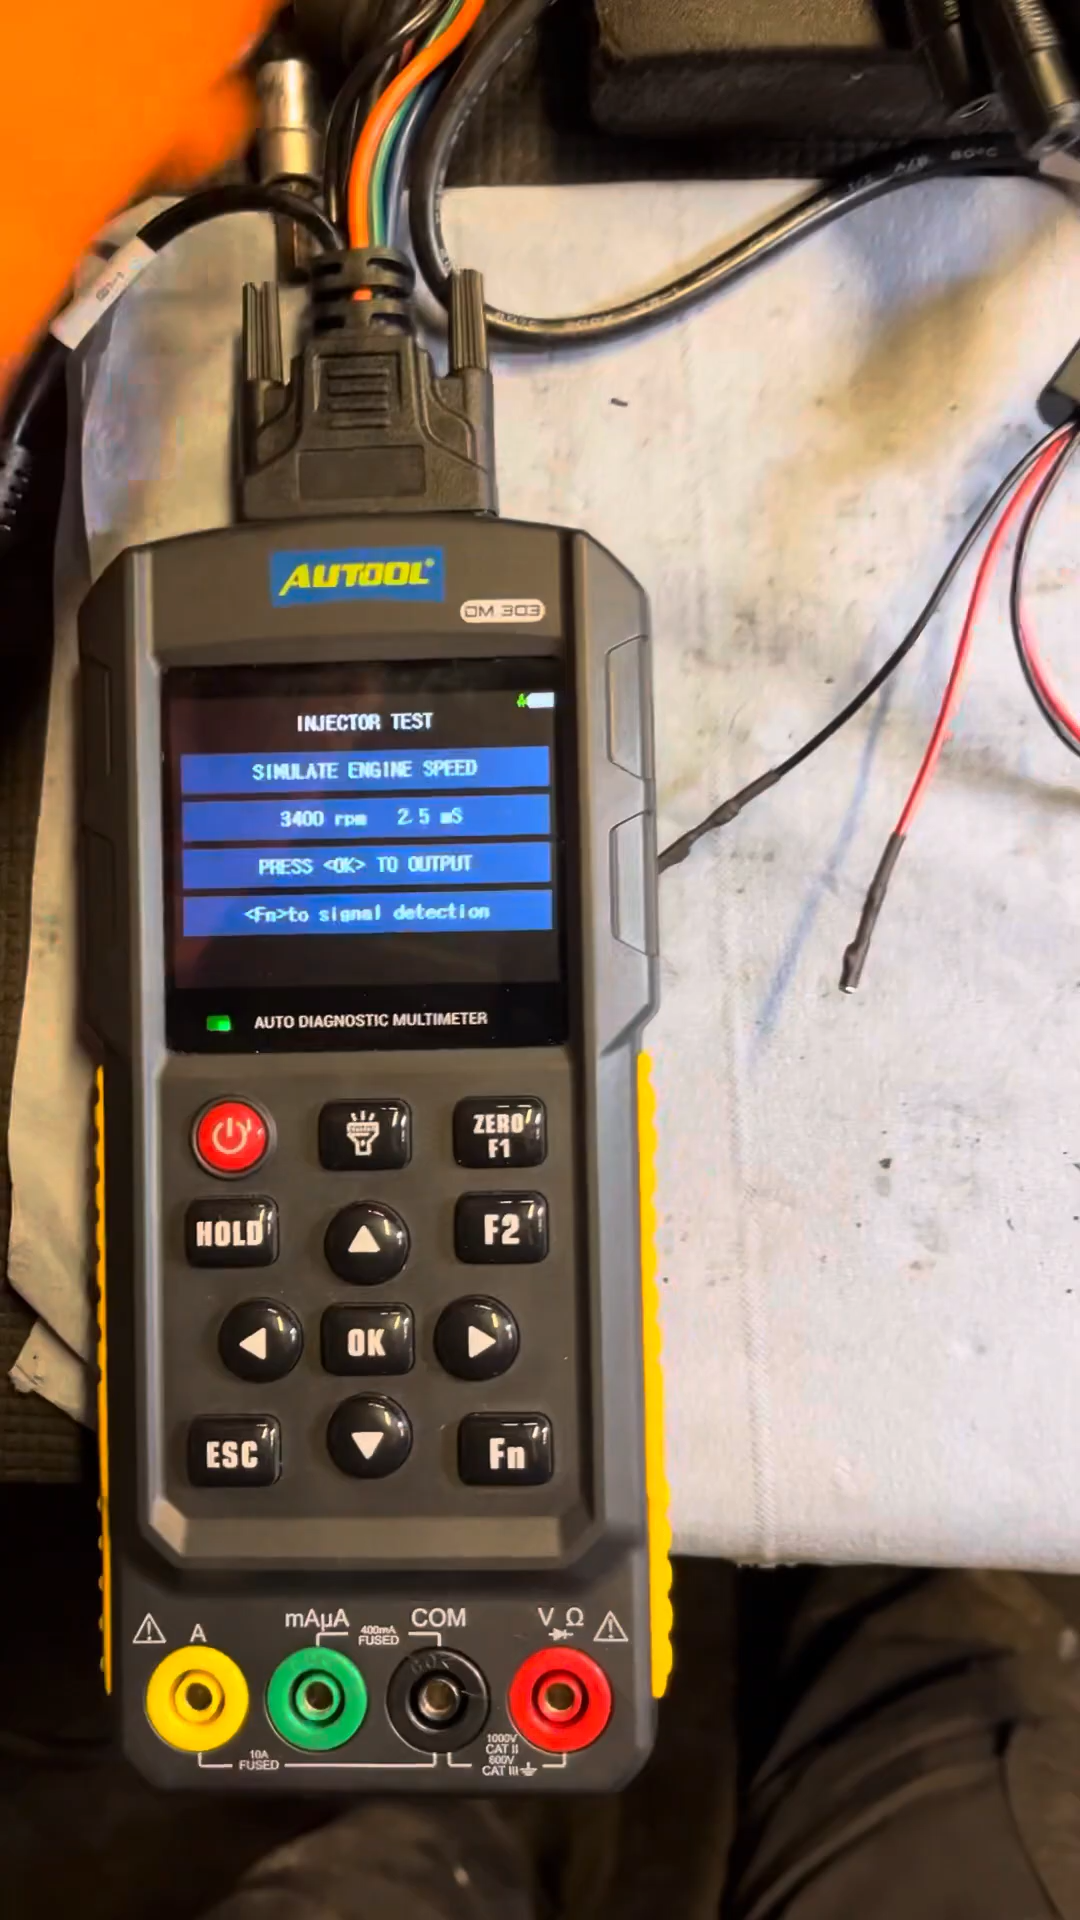 A/B 80°C
AUTOOL®
DM 303
INJECTOR TEST
SIMULATE ENGINE SPEED
3400 rpm 2.5 mS
PRESS <OK> TO OUTPUT
<Fn>to signal detection
AUTO DIAGNOSTIC MULTIMETER
ZERO
F1
HOLD
F2
OK
ESC
Fn
A
mAµA
COM
V Ω
400mA
FUSED
10A
FUSED
1000V
CAT II
600V
CAT III